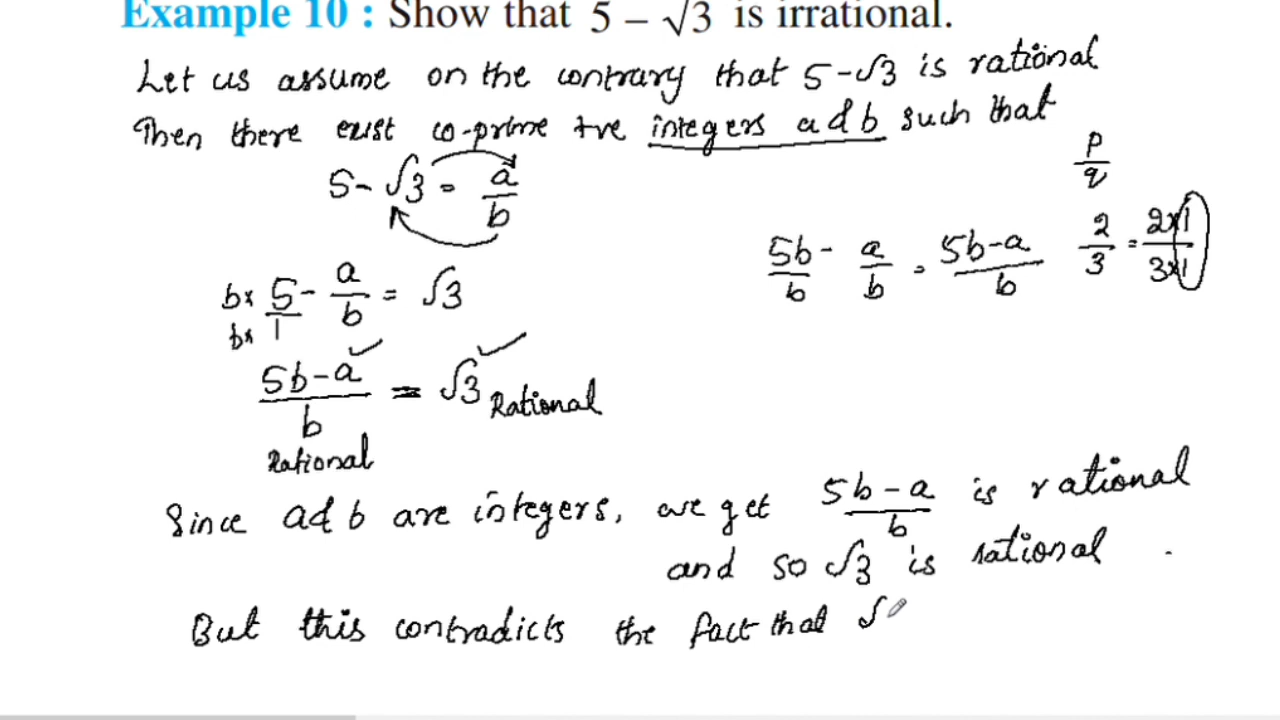 Example 10 : Show that 5 – √3 is irrational.
Let us assume on the contrary that 5-√3 is rational
Then there exist co-prime +ve integers a & b such that
5- √3 = a/b
p/q
5b/b - a/b = 5b-a/b
2/3 = 2×1/3×1
b× 5/b× 1 - a/b = √3
5b-a/b = √3 Rational
Rational
Since a & b are integers, we get 5b-a/b is rational
and so √3 is rational .
But this contradicts the fact that √